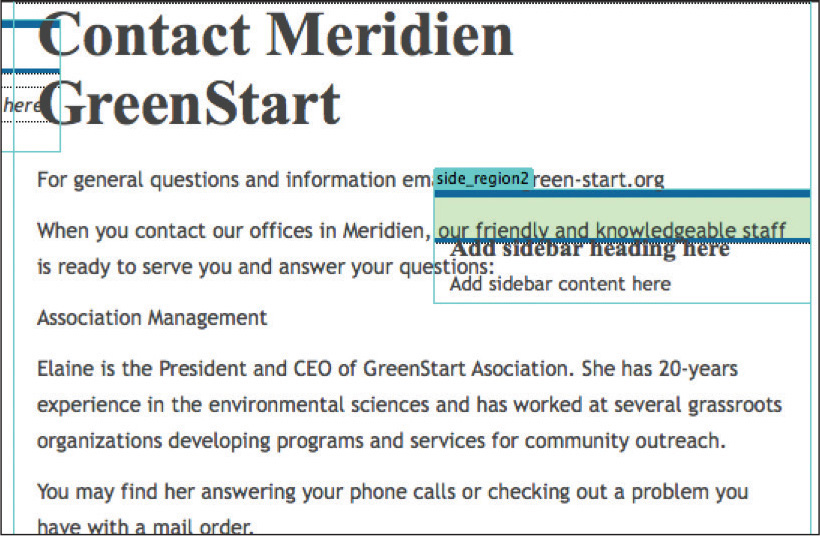 Contact Meridien
GreenStart
here
For general questions and information em
side_region2
reen-start.org
When you contact our offices in Meridien, our friendly and knowledgeable staff
Add sidebar heading here
is ready to serve you and answer your questions:
Add sidebar content here
Association Management
Elaine is the President and CEO of GreenStart Asociation. She has 20-years
experience in the environmental sciences and has worked at several grassroots
organizations developing programs and services for community outreach.
You may find her answering your phone calls or checking out a problem you
have with a mail order.